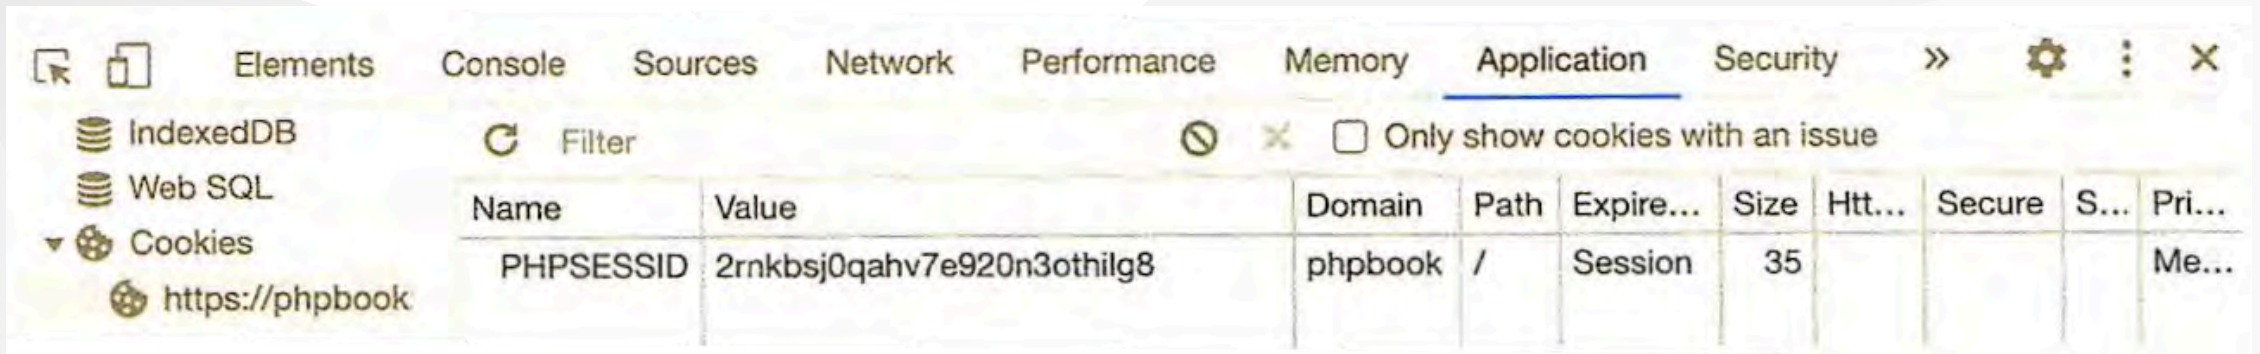 Elements Console Sources Network Performance Memory Application Security »
IndexedDB
Web SQL
Cookies
https://phpbook
Filter Only show cookies with an issue
Name Value Domain Path Expire... Size Htt... Secure S... Pri...
PHPSESSID 2rnkbsj0qahv7e920n3othilg8 phpbook / Session 35 Me...